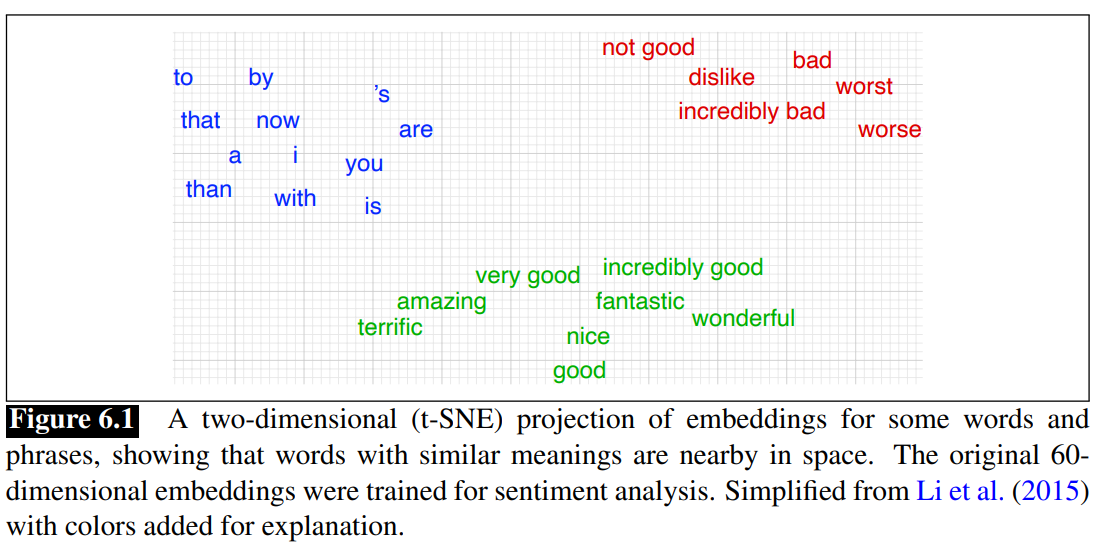 not good
bad
to by dislike
worst
's
incredibly bad
that now are worse
a i you
than with is
very good incredibly good
amazing fantastic
terrific wonderful
nice
good
Figure 6.1 A two-dimensional (t-SNE) projection of embeddings for some words and
phrases, showing that words with similar meanings are nearby in space. The original 60-
dimensional embeddings were trained for sentiment analysis. Simplified from Li et al. (2015)
with colors added for explanation.